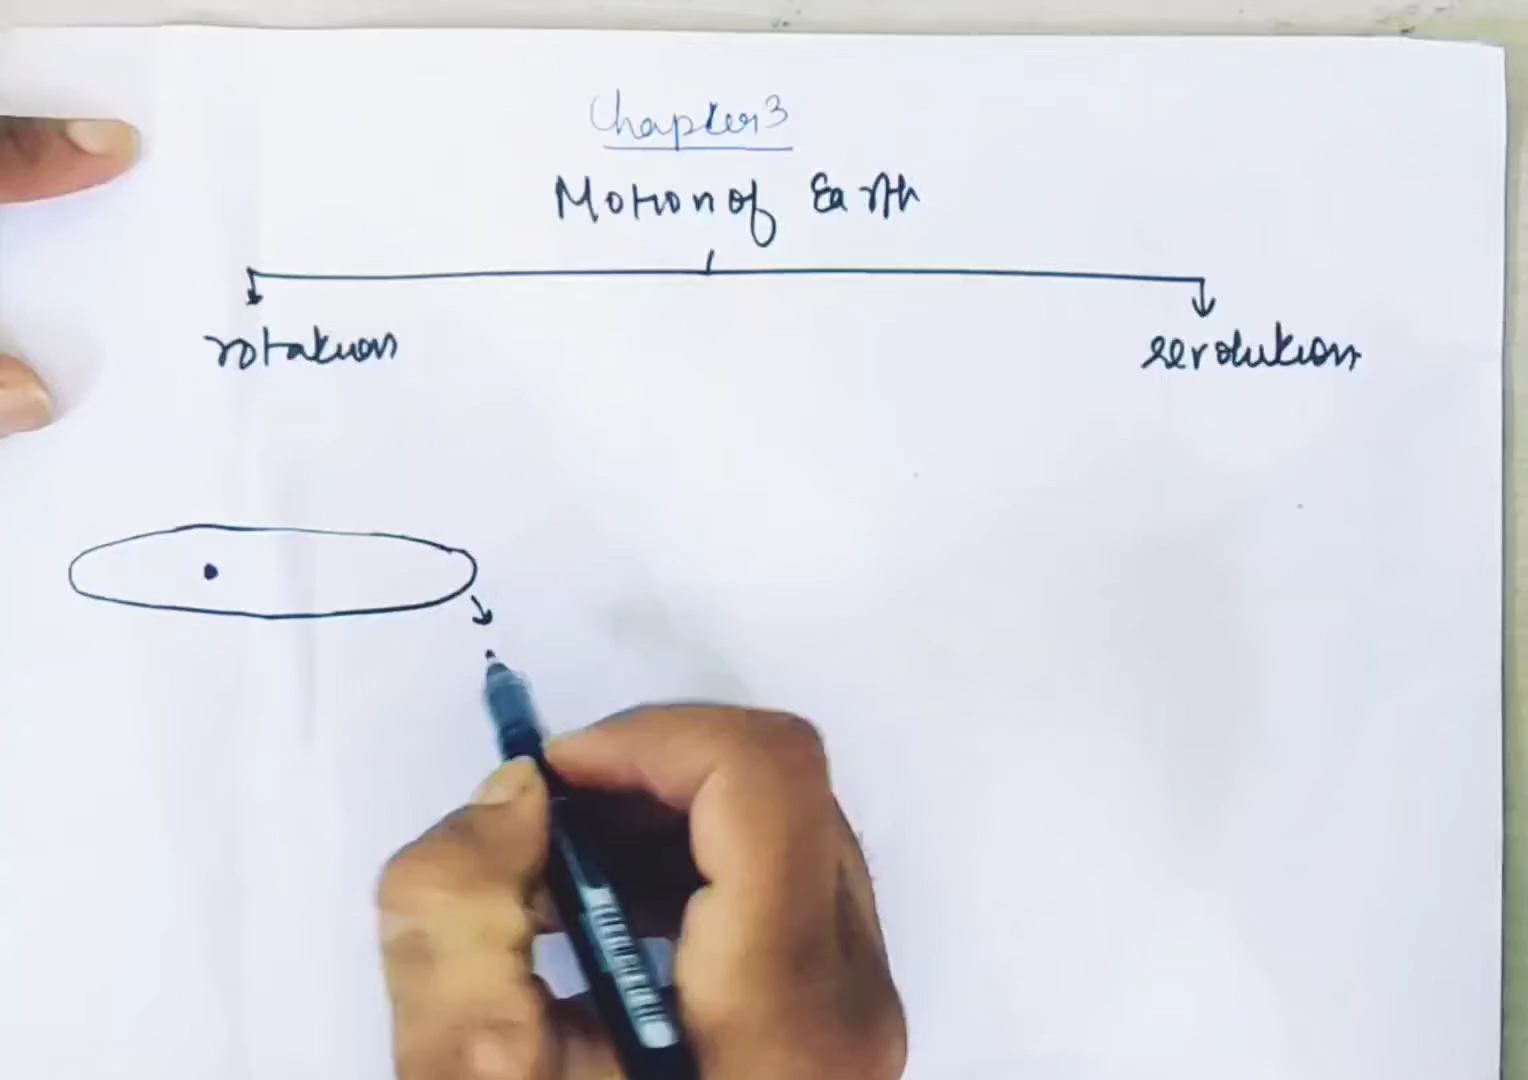 Chapter 3
Motion of Earth
rotation
revolution